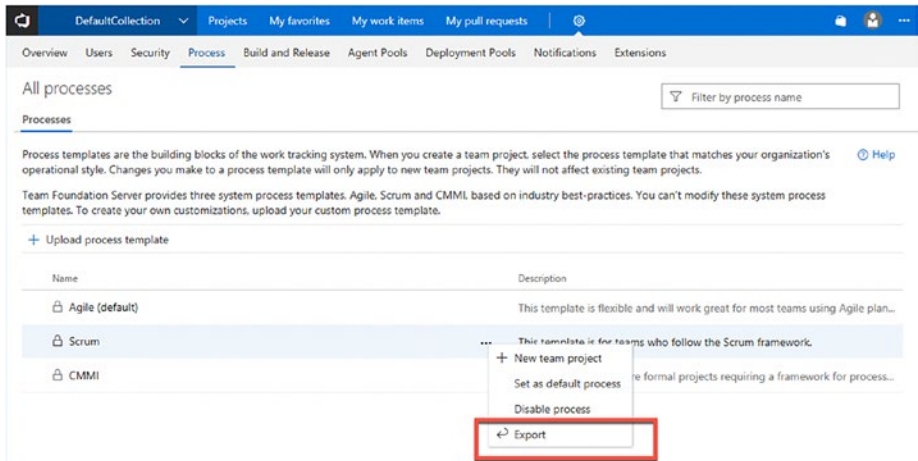 DefaultCollection Projects My favorites My work items My pull requests
Overview Users Security Process Build and Release Agent Pools Deployment Pools Notifications Extensions
All processes
Filter by process name
Processes
Process templates are the building blocks of the work tracking system. When you create a team project, select the process template that matches your organization's
Help
operational style. Changes you make to a process template will only apply to new team projects. They will not affect existing team projects.
Team Foundation Server provides three system process templates. Agile, Scrum and CMMI, based on industry best-practices. You can't modify these system process
templates. To create your own customizations, upload your custom process template.
+ Upload process template
Name Description
Agile (default) This template is flexible and will work great for most teams using Agile plan...
Scrum ... This template is for teams who follow the Scrum framework.
+ New team project
CMMI re formal projects requiring a framework for process...
Set as default process
Disable process
Export